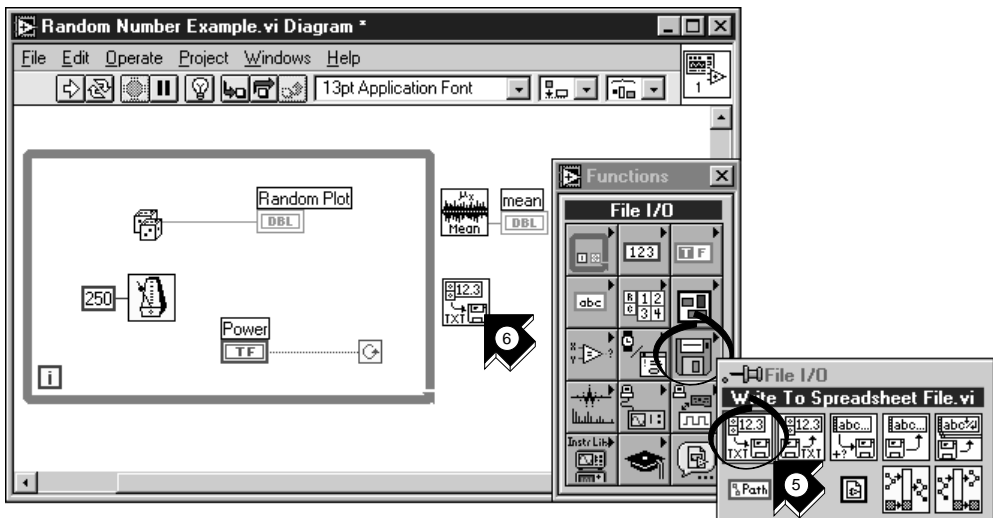 Random Number Example.vi Diagram *
File Edit Operate Project Windows Help
13pt Application Font
1
Random Plot
DBL
μx
Mean
mean
DBL
250
12.3
TXT
6
Power
TF
i
Functions
File I/O
123
TF
abc
R 1 2
C 3 4
X
Y
?
Instr Lib
File I/O
Write To Spreadsheet File.vi
12.3
TXT
12.3
TXT
abc...
+?
abc...
abc
Path
5